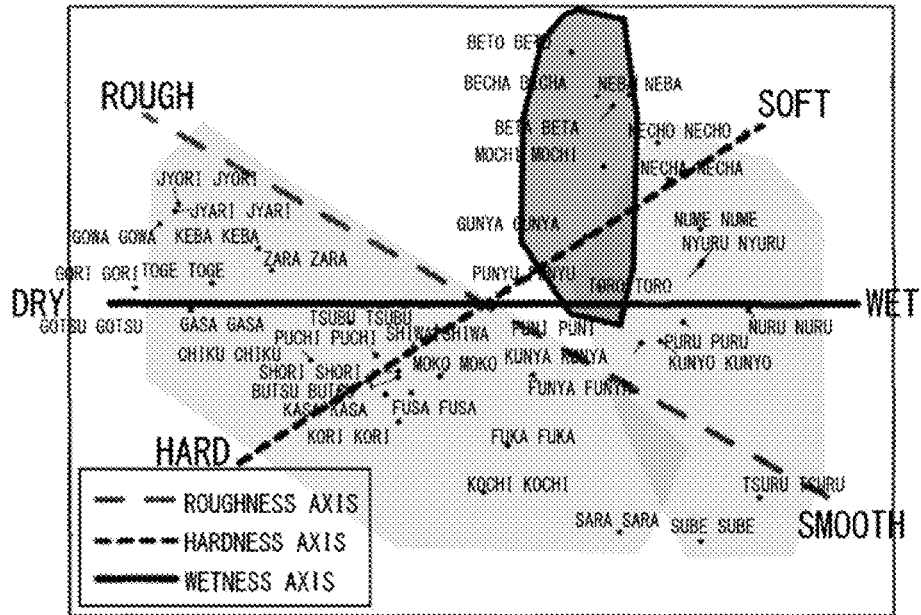 BETO BETO
ROUGH
BECHA BECHA
NEBA NEBA
SOFT
BETA BETA
NECHO NECHO
MOCHI MOCHI
NECHA NECHA
JYORI JYORI
JYARI JYARI
GUNYA GUNYA
NUME NUME
GOWA GOWA
KEBA KEBA
NYURU NYURU
ZARA ZARA
GORI GORI
TOGE TOGE
PUNYU PUNYU
TORO TORO
DRY
WET
GOTSU GOTSU
GASA GASA
TSUBU TSUBU
PUCHI PUCHI
SHIWA SHIWA
PUNI PUNI
PURU PURU
NURU NURU
CHIKU CHIKU
MOKO MOKO
KUNYA KUNYA
KUNYO KUNYO
SHORI SHORI
BUTSU BUTSU
FUNYA FUNYA
KASA KASA
FUSA FUSA
KORI KORI
FUKA FUKA
HARD
KOCHI KOCHI
TSURU TSURU
SARA SARA
SUBE SUBE
SMOOTH
ROUGHNESS AXIS
HARDNESS AXIS
WETNESS AXIS